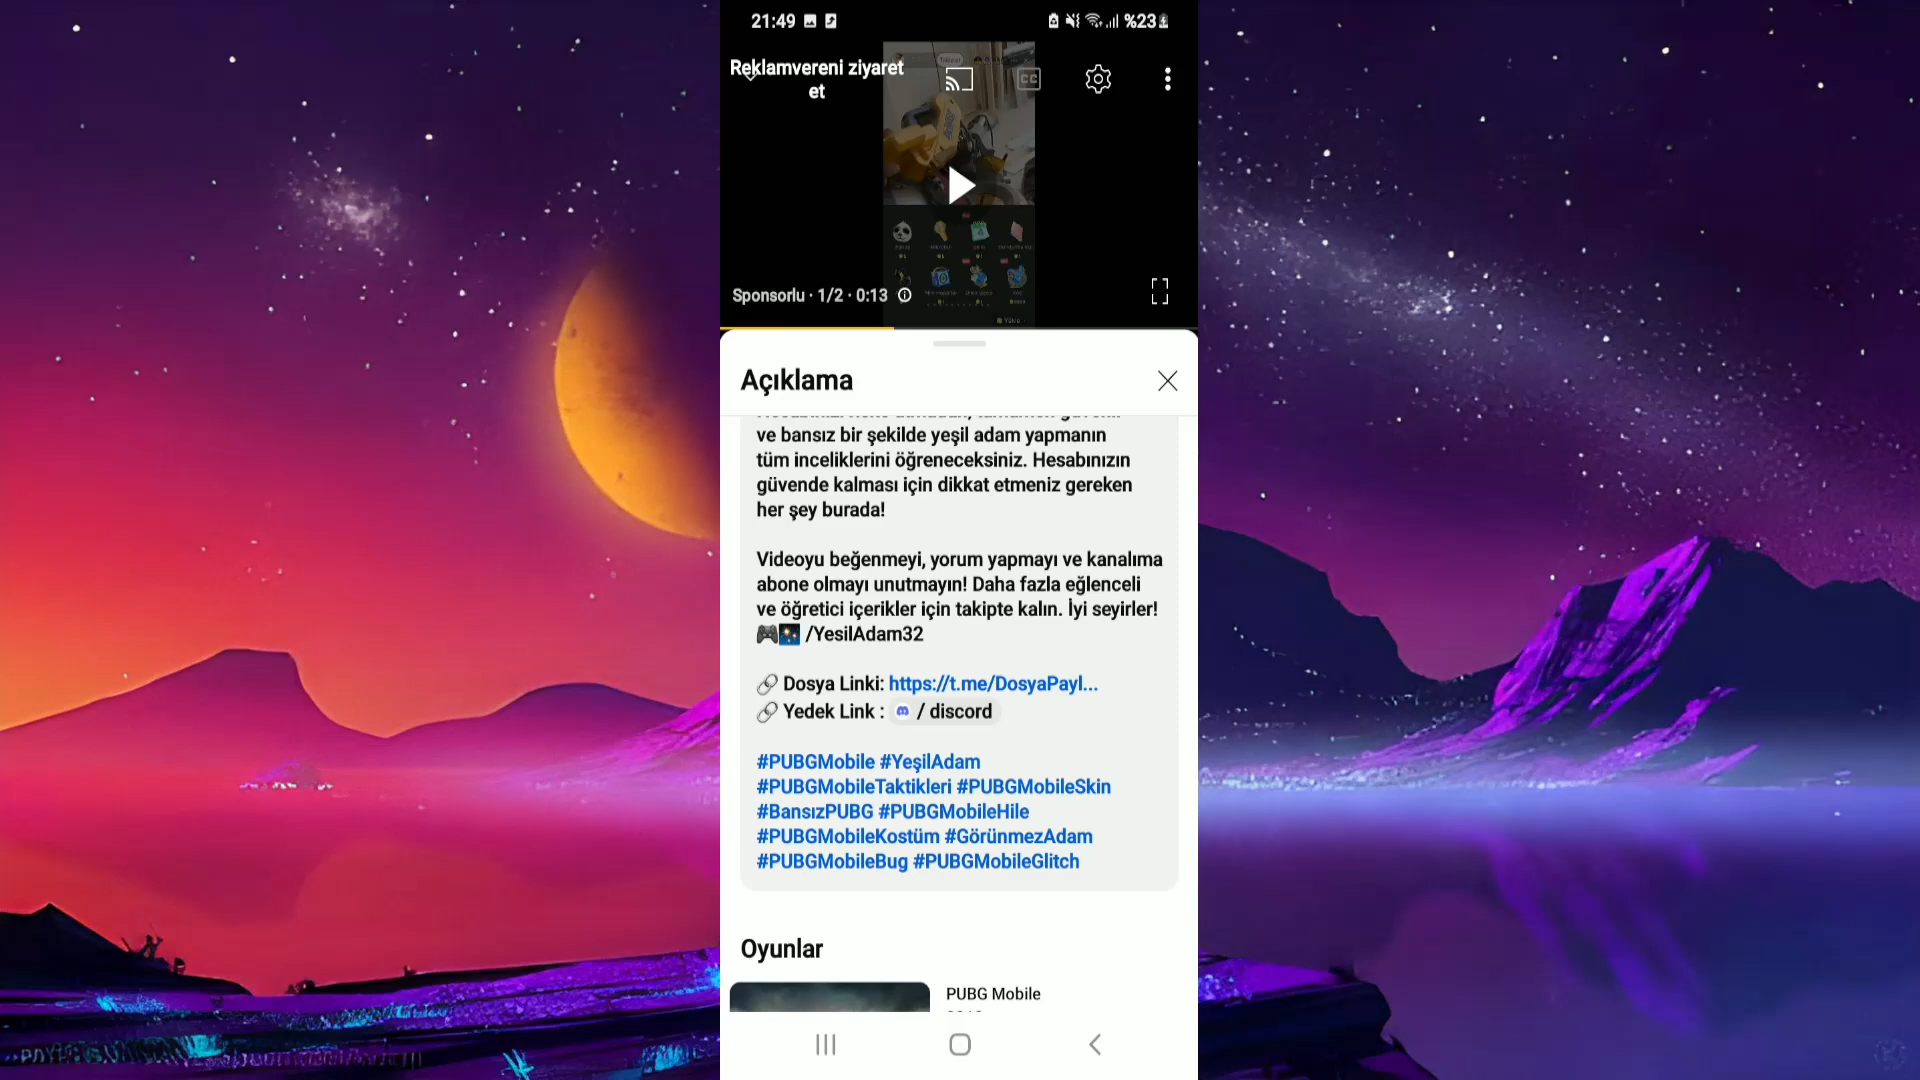 21:49
%23
Reklamvereni ziyaret
et
CC
Sponsorlu · 1/2 · 0:13
Açıklama
ve bansız bir şekilde yeşil adam yapmanın
tüm inceliklerini öğreneceksiniz. Hesabınızın
güvende kalması için dikkat etmeniz gereken
her şey burada!
Videoyu beğenmeyi, yorum yapmayı ve kanalıma
abone olmayı unutmayın! Daha fazla eğlenceli
ve öğretici içerikler için takipte kalın. İyi seyirler!
🎮🎇 /YesilAdam32
🔗 Dosya Linki: https://t.me/DosyaPayl...
🔗 Yedek Link : / discord
#PUBGMobile #YeşilAdam
#PUBGMobileTaktikleri #PUBGMobileSkin
#BansızPUBG #PUBGMobileHile
#PUBGMobileKostüm #GörünmezAdam
#PUBGMobileBug #PUBGMobileGlitch
Oyunlar
PUBG Mobile